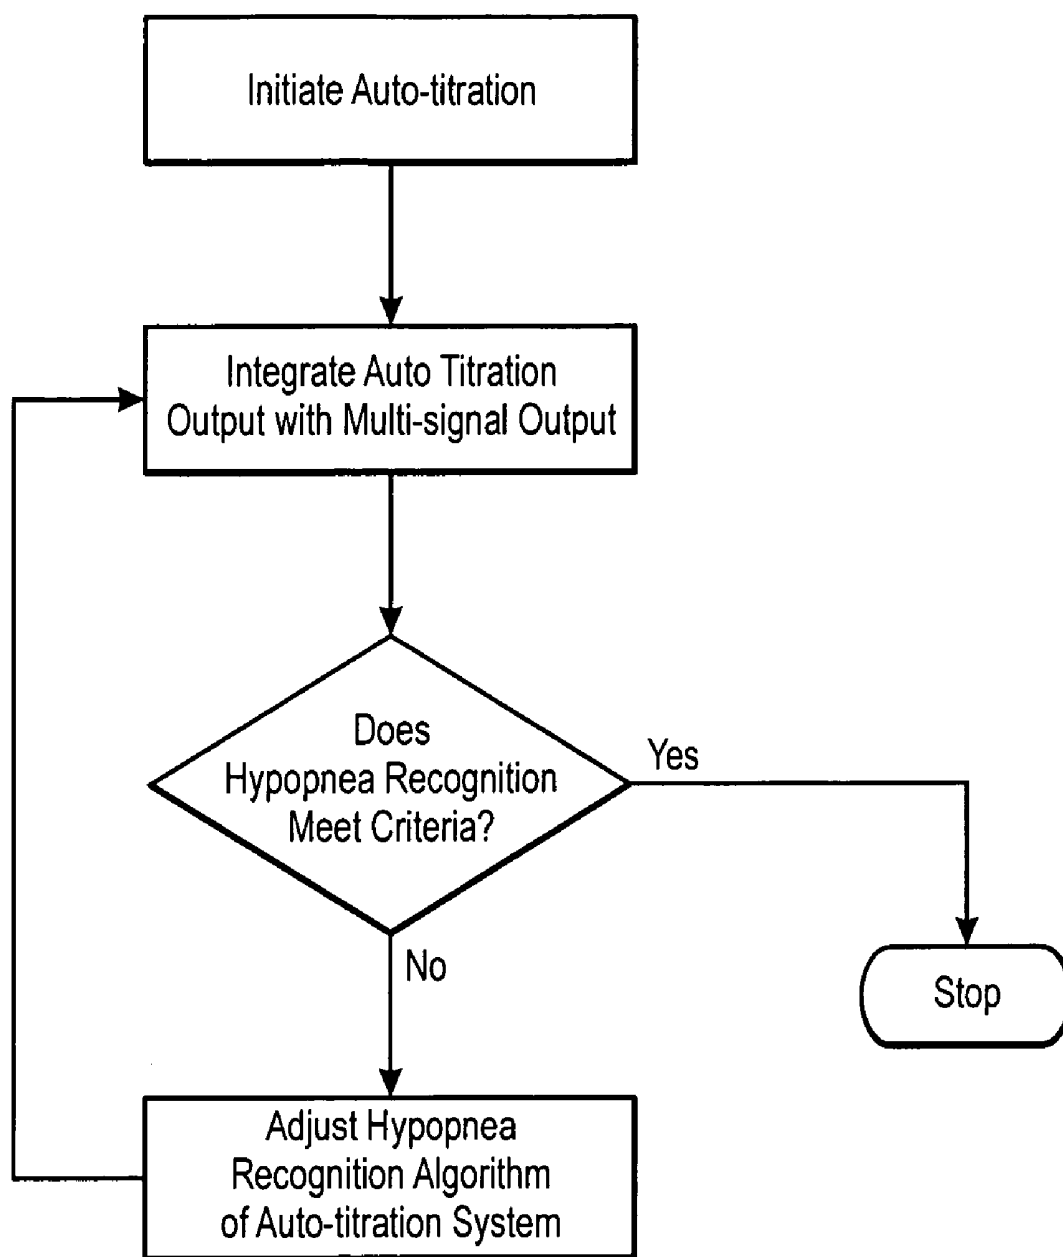 Initiate Auto-titration
Integrate Auto Titration
Output with Multi-signal Output
Does
Hypopnea Recognition
Meet Criteria?
Yes
No
Stop
Adjust Hypopnea
Recognition Algorithm
of Auto-titration System